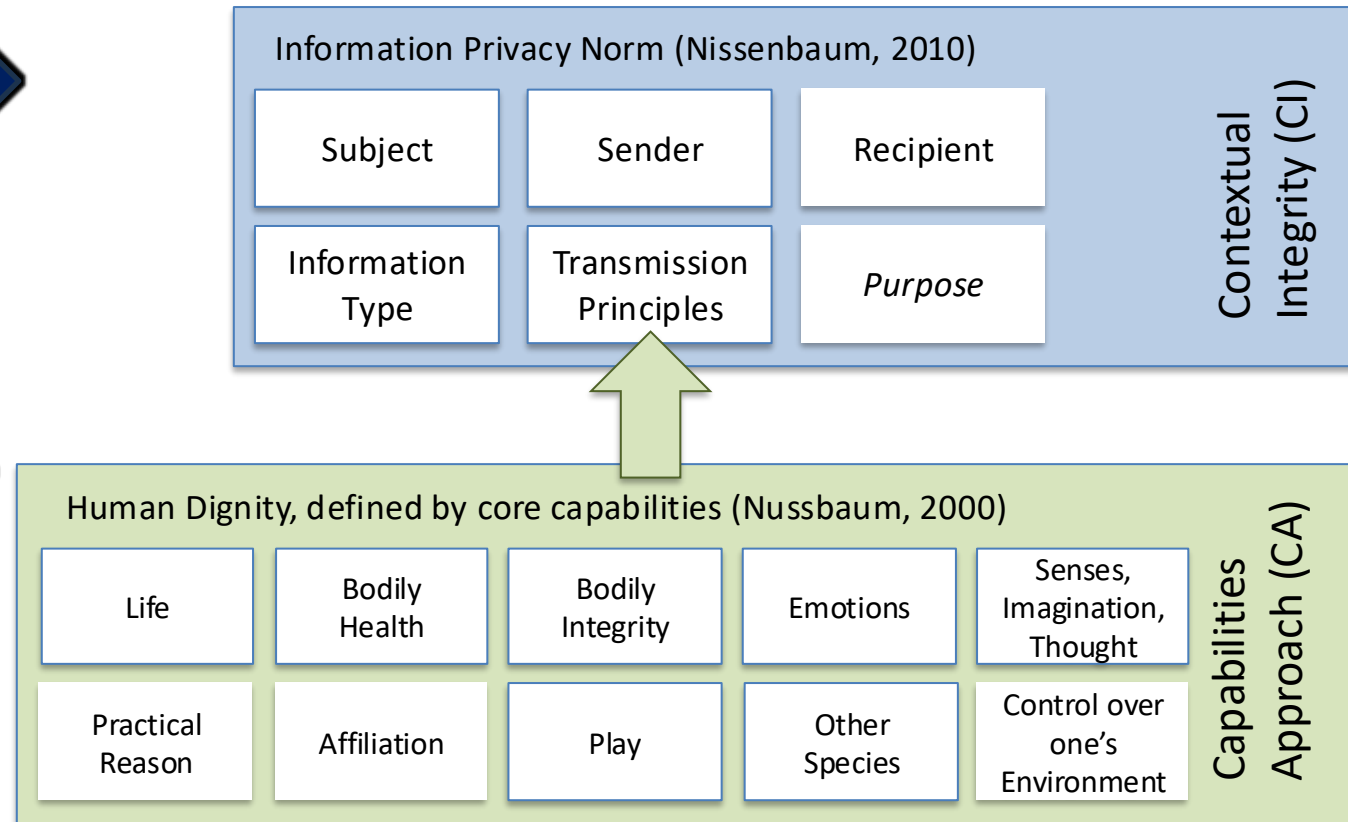 Information Privacy Norm (Nissenbaum, 2010)
Subject
Sender
Recipient
Information
Type
Transmission
Principles
Purpose
Contextual
Integrity (CI)
Human Dignity, defined by core capabilities (Nussbaum, 2000)
Life
Bodily
Health
Bodily
Integrity
Emotions
Senses,
Imagination,
Thought
Practical
Reason
Affiliation
Play
Other
Species
Control over
one’s
Environment
Capabilities
Approach (CA)